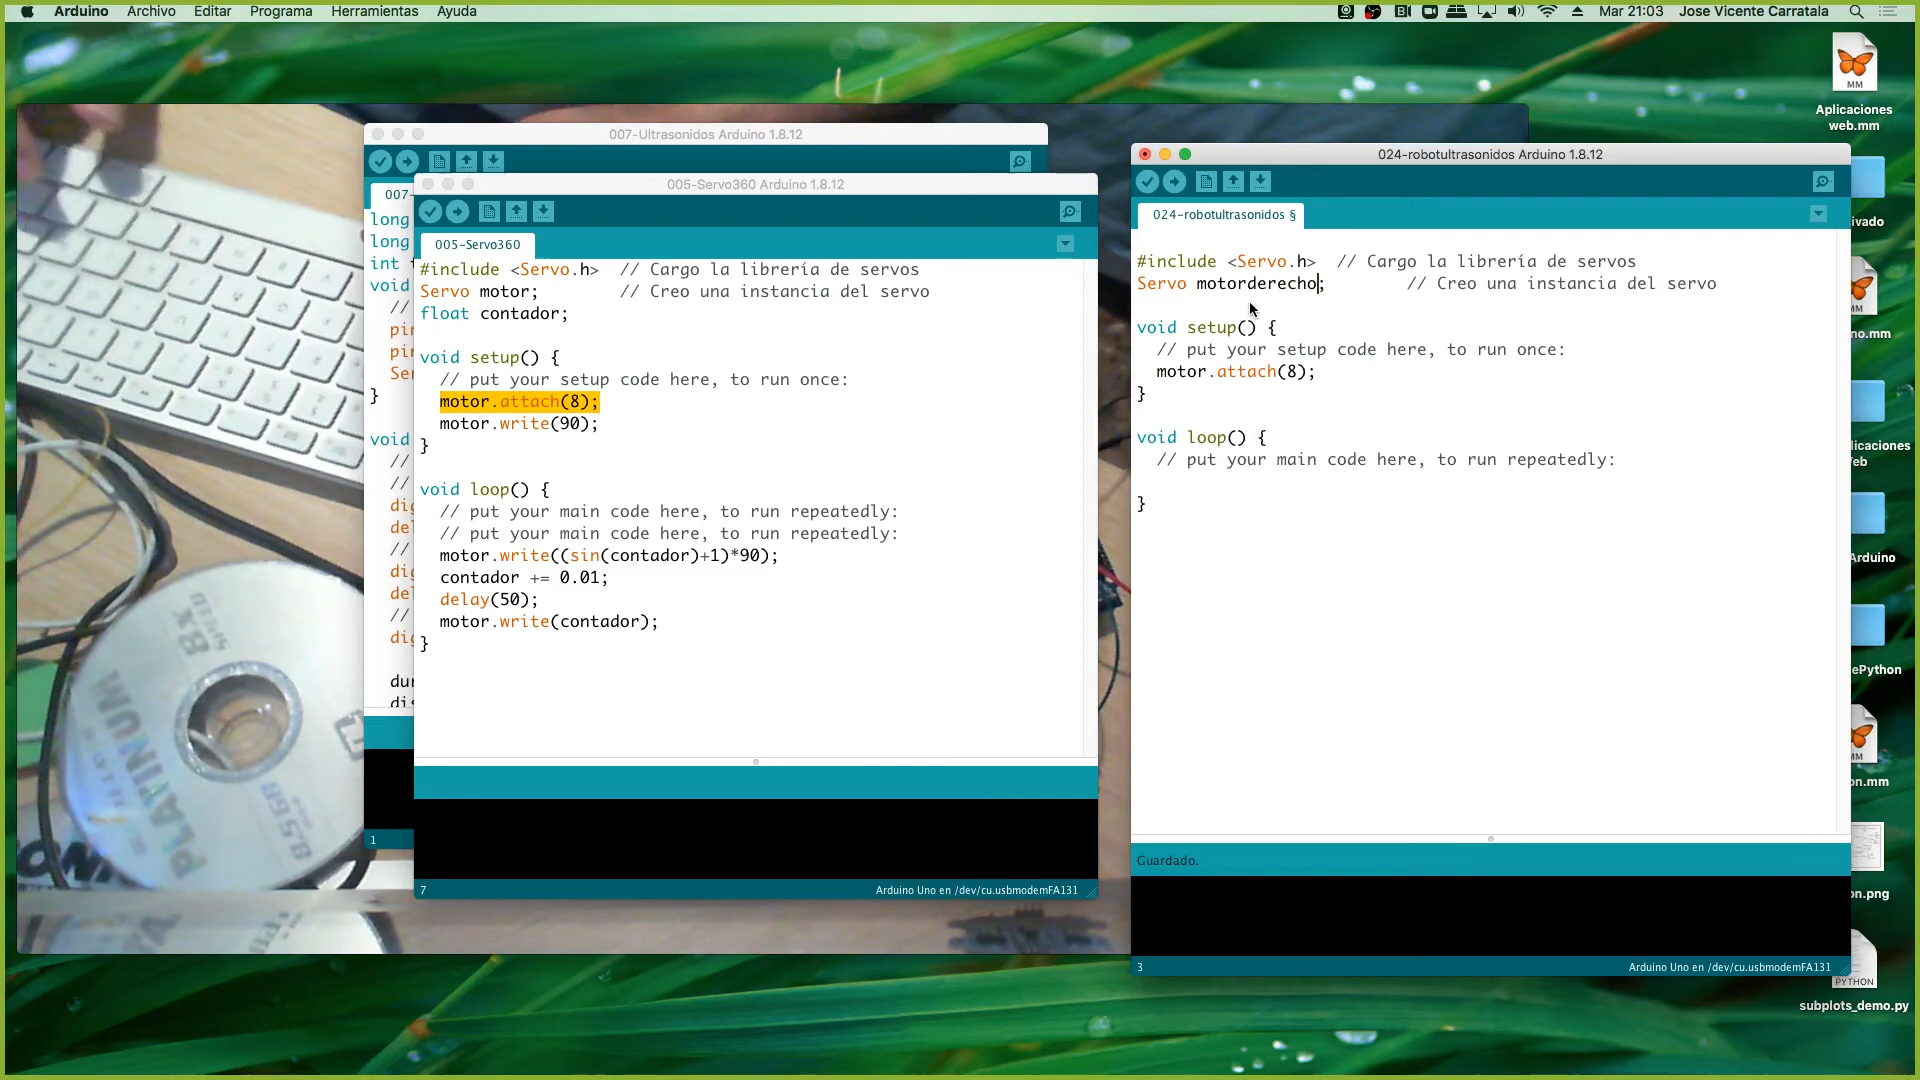 Arduino Archivo Editar Programa Herramientas Ayuda
Mar 21:03 Jose Vicente Carratala
MM
Aplicaciones
web.mm
007-Ultrasonidos Arduino 1.8.12
long
long
int
void
//
}
void
//
//
//
//
1
005-Servo360 Arduino 1.8.12
005-Servo360
#include <Servo.h>  // Cargo la librería de servos
Servo motor;        // Creo una instancia del servo
float contador;
void setup() {
// put your setup code here, to run once:
motor.attach(8);
motor.write(90);
}
void loop() {
// put your main code here, to run repeatedly:
// put your main code here, to run repeatedly:
motor.write((sin(contador)+1)*90);
contador += 0.01;
delay(50);
motor.write(contador);
}
7
Arduino Uno en /dev/cu.usbmodemFA131
024-robotultrasonidos Arduino 1.8.12
024-robotultrasonidos §
#include <Servo.h>  // Cargo la librería de servos
Servo motorderecho;        // Creo una instancia del servo
void setup() {
// put your setup code here, to run once:
motor.attach(8);
}
void loop() {
// put your main code here, to run repeatedly:
}
Guardado.
3
Arduino Uno en /dev/cu.usbmodemFA131
Arduino
PYTHON
subplots_demo.py
PLATINUM
8X
8.5GB